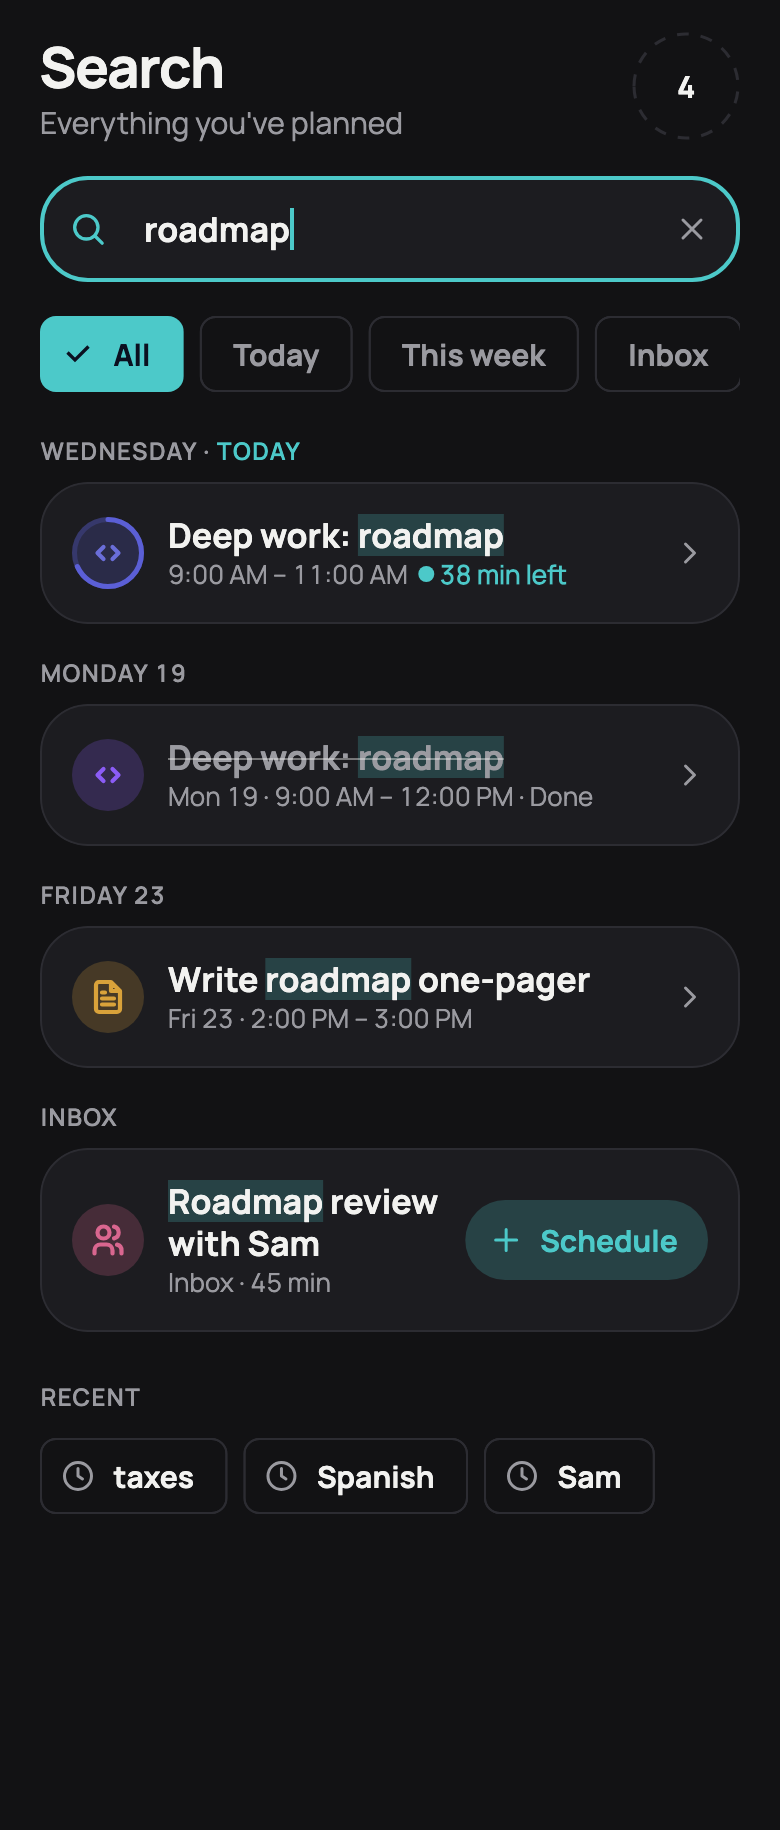 Search
4
Everything you've planned
roadmap
All
Today
This week
Inbox
WEDNESDAY · TODAY
Deep work: roadmap
9:00 AM – 11:00 AM ● 38 min left
MONDAY 19
Deep work: roadmap
Mon 19 · 9:00 AM – 12:00 PM · Done
FRIDAY 23
Write roadmap one-pager
Fri 23 · 2:00 PM – 3:00 PM
INBOX
Roadmap review
with Sam
Inbox · 45 min
Schedule
RECENT
taxes
Spanish
Sam